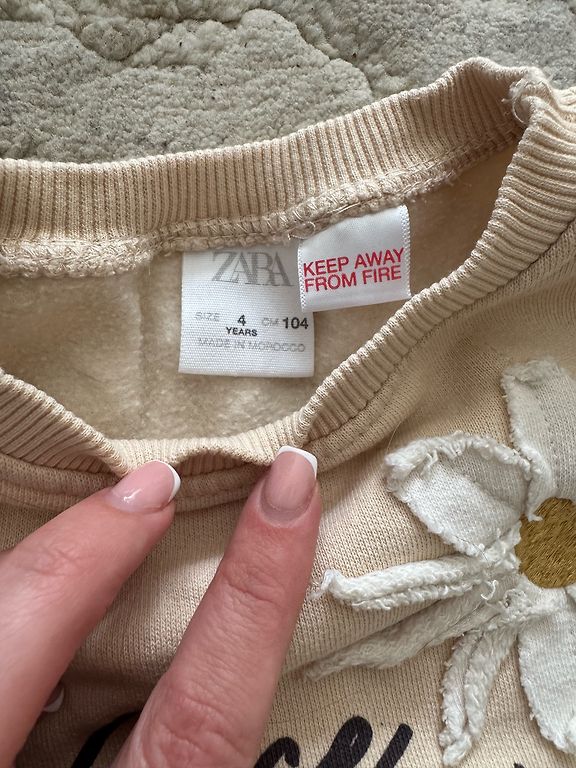 ZARA
SIZE 4 CM 104
YEARS
MADE IN MOROCCO
KEEP AWAY
FROM FIRE